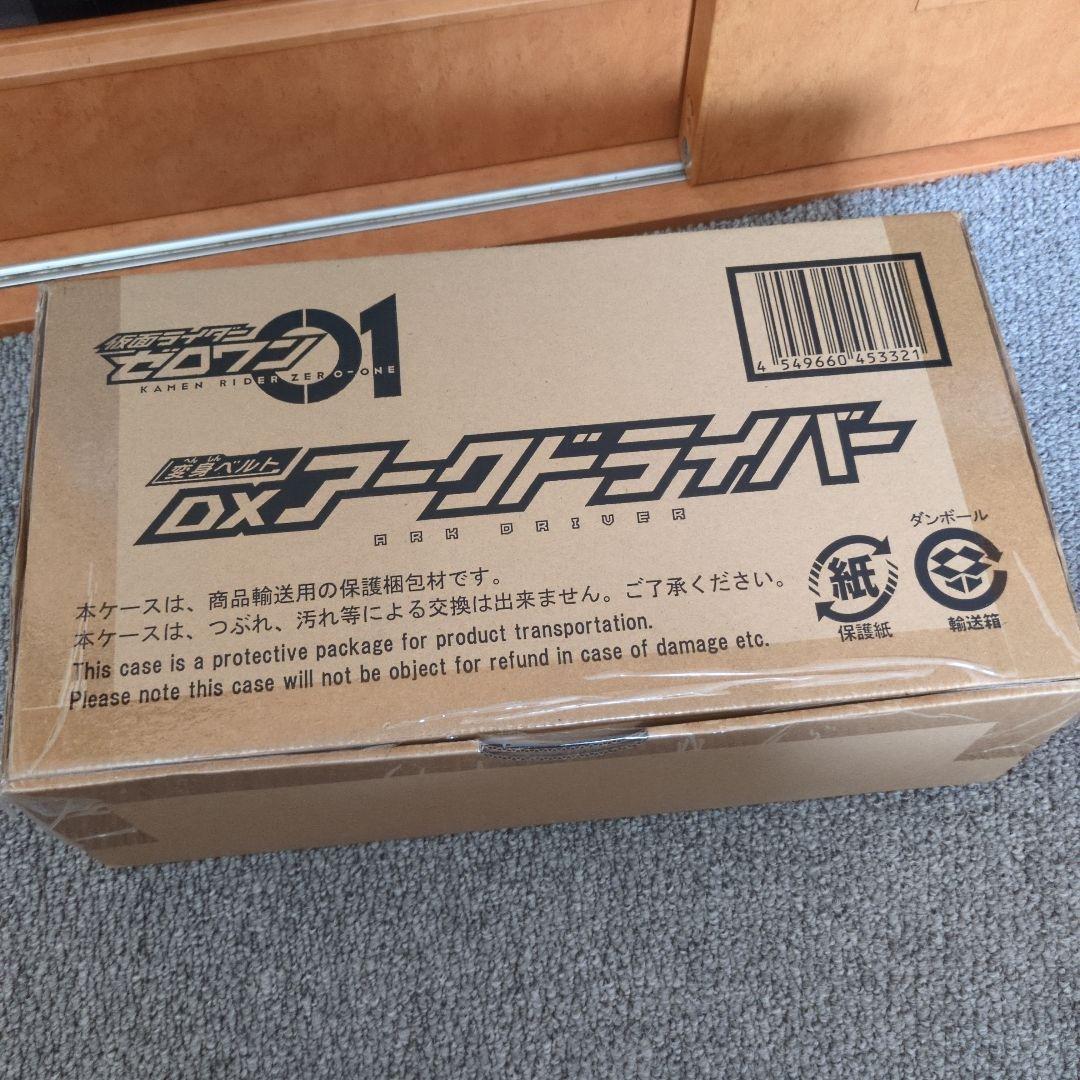 仮面ライダー
ゼロワン01
KAMEN RIDER ZERO-ONE
4 549660 453321
へんしん
変身ベルト
DXアークドライバー
ARK DRIVER
本ケースは、商品輸送用の保護梱包材です。
本ケースは、つぶれ、汚れ等による交換は出来ません。ご了承ください。
This case is a protective package for product transportation.
Please note this case will not be object for refund in case of damage etc.
紙
保護紙
ダンボール
輸送箱